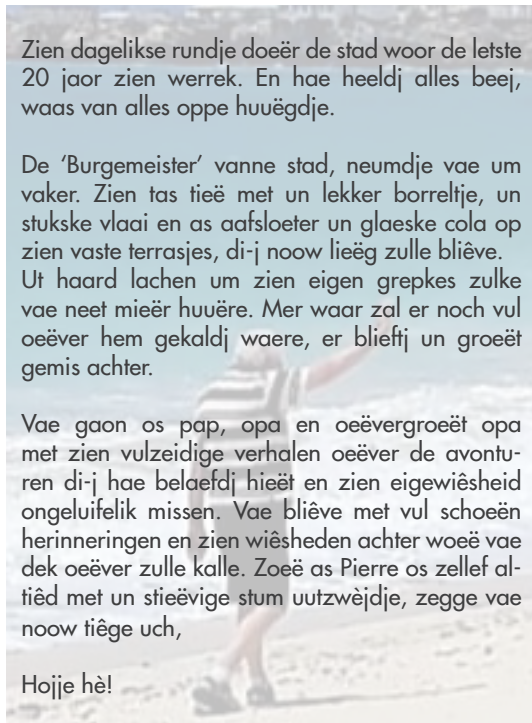 Zien dagelikse rundje doeër de stad woor de letste
20 jaor zien werrek. En hae heeldj alles beej,
waas van alles oppe huuëgdje.
De ‘Burgemeister’ vanne stad, neumdje vae um
vaker. Zien tas tieë met un lekker borreltje, un
stukske vlaai en as aafsloeter un glaeske cola op
zien vaste terrasjes, di-j noow lieëg zulle bliêve.
Ut haard lachen um zien eigen grepkes zulke
vae neet mieër huuëre. Mer waar zal er noch vul
oeëver hem gekaldj waere, er blieftj un groeët
gemis achter.
Vae gaon os pap, opa en oeëvergroeët opa
met zien vulzeidige verhalen oeëver de avontu-
ren di-j hae belaefdj hieët en zien eigewiêsheid
ongeluifelik missen. Vae bliêve met vul schoeën
herinneringen en zien wiêsheden achter woeë vae
dek oeëver zulle kalle. Zoeë as Pierre os zellef al-
tiêd met un stieëvige stum uutzwèjdje, zegge vae
noow tiêge uch,
Hojje hè!